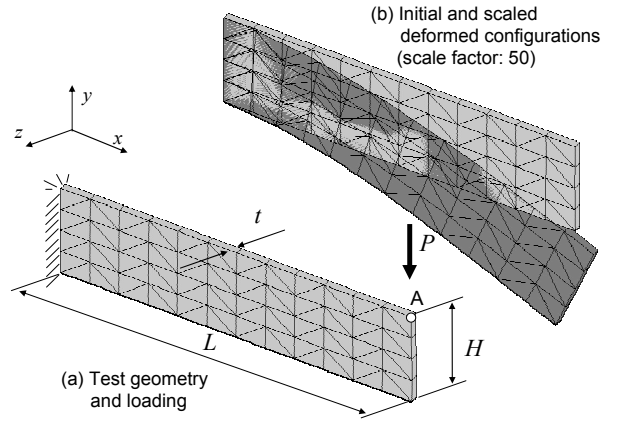 (b) Initial and scaled
deformed configurations
(scale factor: 50)
y
z
x
t
P
A
L
H
(a) Test geometry
and loading